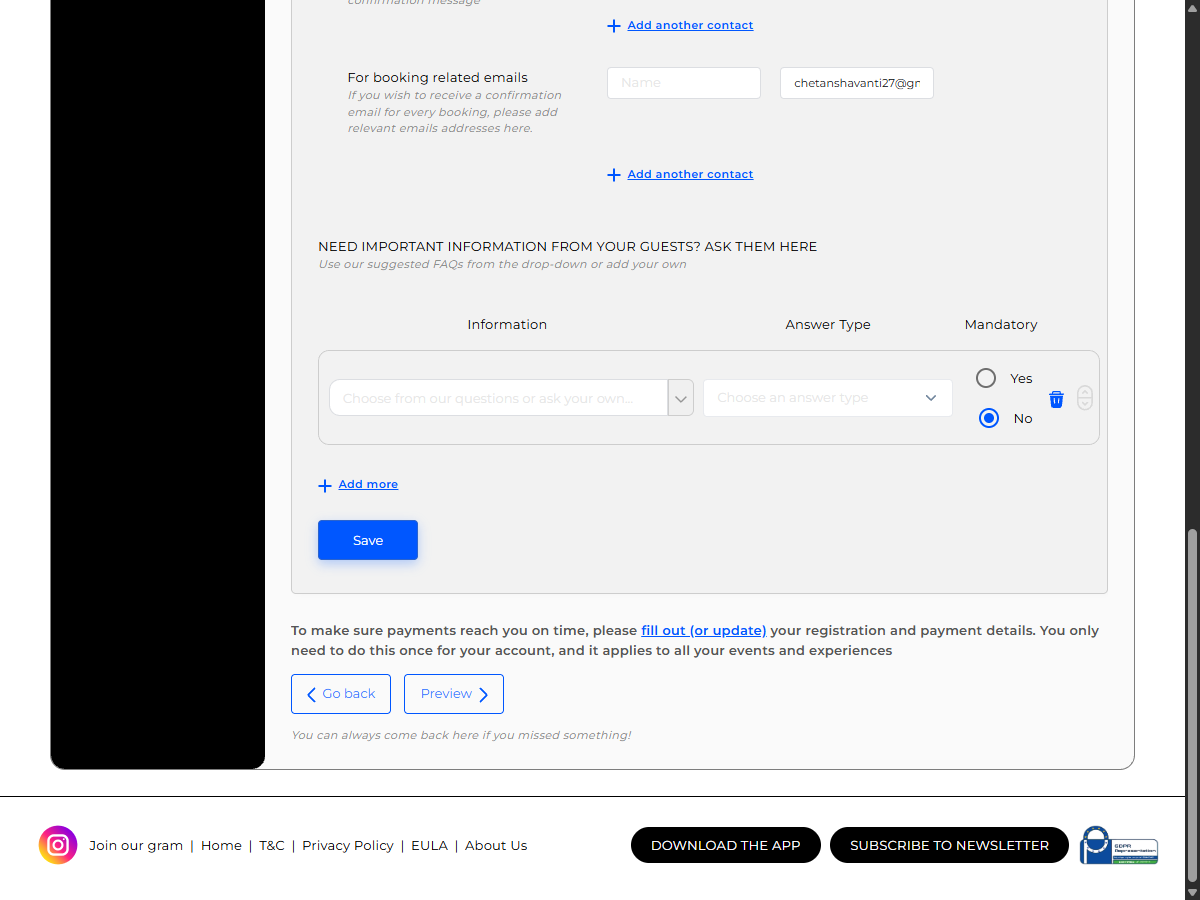 confirmation message
Add another contact
For booking related emails
If you wish to receive a confirmation
email for every booking, please add
relevant emails addresses here.
Name
chetanshavanti27@gr
Add another contact
NEED IMPORTANT INFORMATION FROM YOUR GUESTS? ASK THEM HERE
Use our suggested FAQs from the drop-down or add your own
Information
Answer Type
Mandatory
Choose from our questions or ask your own...
Choose an answer type
Yes
No
Add more
Save
To make sure payments reach you on time, please fill out (or update) your registration and payment details. You only
need to do this once for your account, and it applies to all your events and experiences
Go back
Preview
You can always come back here if you missed something!
Join our gram | Home | T&C | Privacy Policy | EULA | About Us
DOWNLOAD THE APP
SUBSCRIBE TO NEWSLETTER
GDPR
Representation